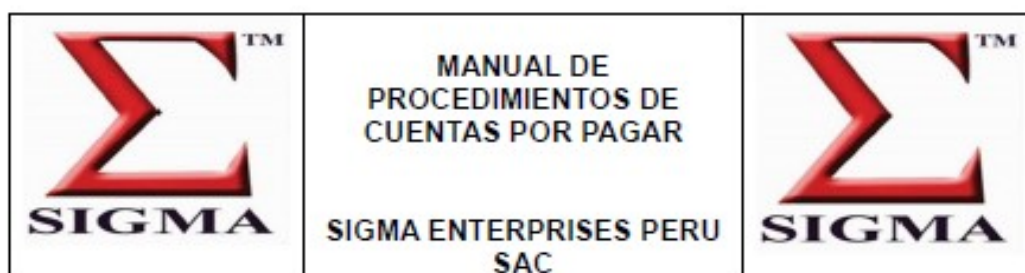 Σ TM
SIGMA
MANUAL DE
PROCEDIMIENTOS DE
CUENTAS POR PAGAR
SIGMA ENTERPRISES PERU
SAC
Σ TM
SIGMA